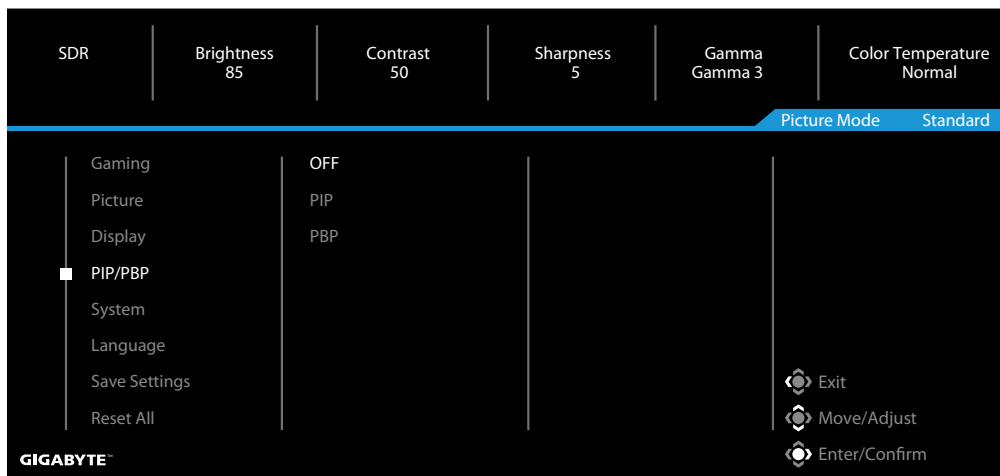 SDR
Brightness
85
Contrast
50
Sharpness
5
Gamma
Gamma 3
Color Temperature
Normal
Picture Mode Standard
Gaming
Picture
Display
PIP/PBP
System
Language
Save Settings
Reset All
OFF
PIP
PBP
Exit
Move/Adjust
Enter/Confirm
GIGABYTE™